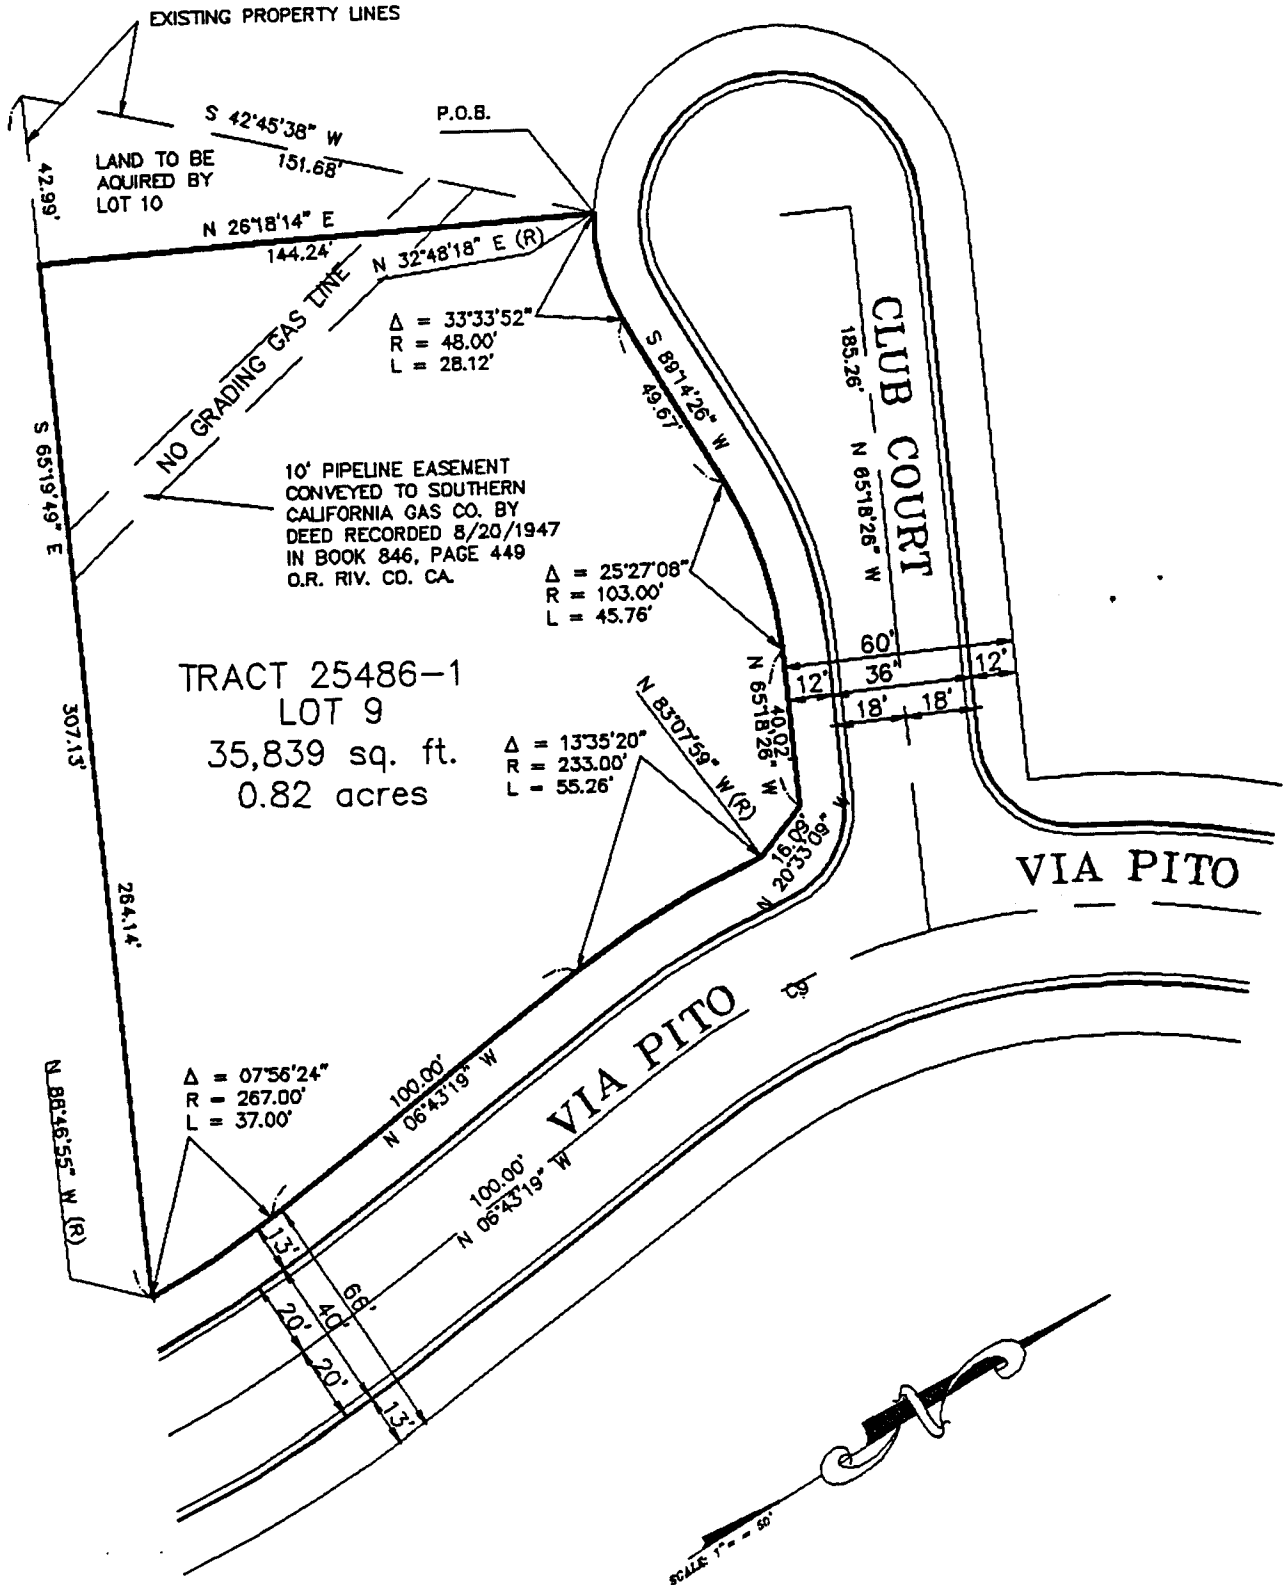 EXISTING PROPERTY LINES
S 42°45'38" W
151.68'
P.O.B.
LAND TO BE
AQUIRED BY
LOT 10
42.99'
N 26°18'14" E
144.24'
N 32°48'18" E (R)
NO GRADING GAS LINE
Δ = 33°33'52"
R = 48.00'
L = 28.12'
S 89°14'26" W
49.67'
CLUB COURT
185.26'
N 65°18'26" W
S 65°19'49" E
10' PIPELINE EASEMENT
CONVEYED TO SOUTHERN
CALIFORNIA GAS CO. BY
DEED RECORDED 8/20/1947
IN BOOK 846, PAGE 449
O.R. RIV. CO. CA.
Δ = 25°27'08"
R = 103.00'
L = 45.76'
60'
12'
36'
12'
18'
18'
TRACT 25486-1
LOT 9
35,839 sq. ft.
0.82 acres
N 65°18'26" W
40.02'
N 83°07'59" W (R)
Δ = 13°35'20"
R = 233.00'
L = 55.26'
307.13'
16.09'
N 20°33'09" W
VIA PITO
264.14'
C9
VIA PITO
N 88°46'55" W (R)
Δ = 07°56'24"
R = 267.00'
L = 37.00'
100.00'
N 06°43'19" W
100.00'
N 06°43'19" W
13'
66'
20'
40'
20'
13'
N
SCALE: 1" = 50'